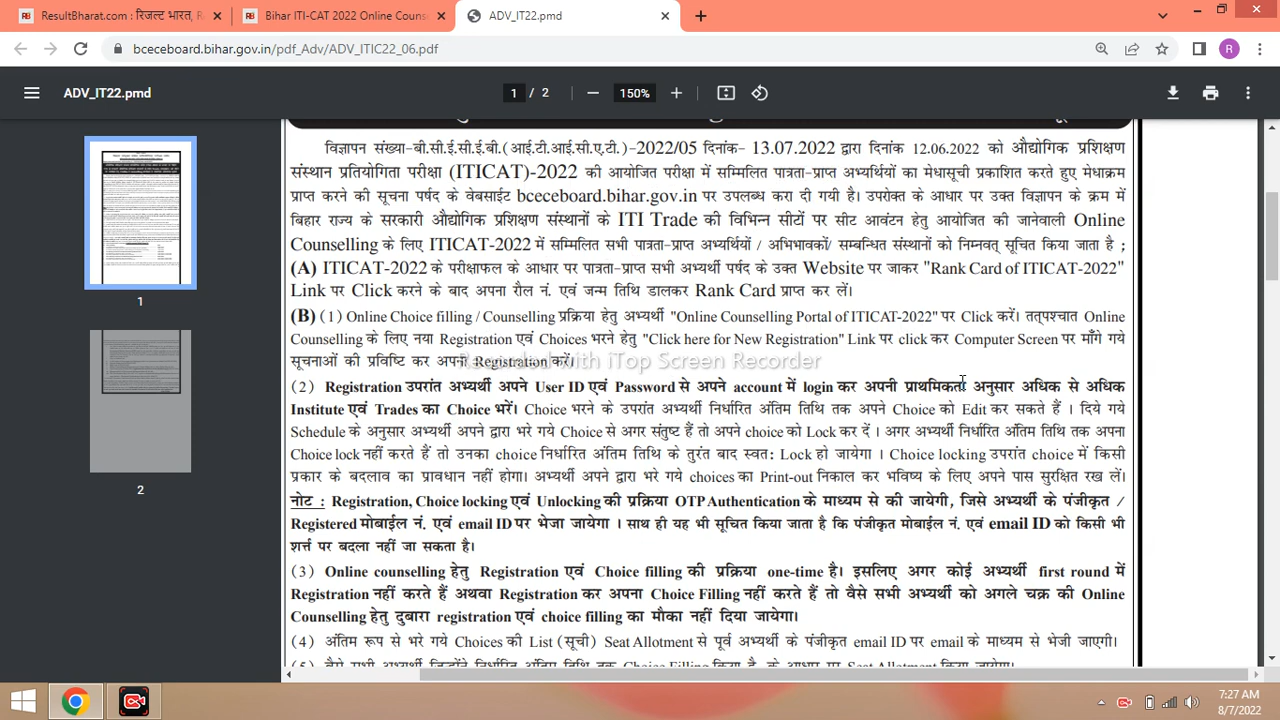 ResultBharat.com : रिजल्ट भारत, R
Bihar ITI-CAT 2022 Online Couns
ADV_IT22.pmd
bceceboard.bihar.gov.in/pdf_Adv/ADV_ITIC22_06.pdf
R
ADV_IT22.pmd
1 / 2
150%
विज्ञापन संख्या-बी.सी.ई.सी.ई.बी.(आई.टी.आई.सी.ए.टी.)-2022/05 दिनांक- 13.07.2022 द्वारा दिनांक 12.06.2022 को औद्योगिक प्रशिक्षण
संस्थान प्रतियोगिता परीक्षा (ITICAT)-2022 की आयोजित परीक्षा में सम्मिलित पात्रता-प्राप्त अभ्यर्थियों का मेधासूची प्रकाशित करते हुए मेधाक्रम
प्राप्त करने की सूचना पर्षद के वेबसाईट bceceboard.bihar.gov.in पर उपलब्ध करा दी गयी है। उपरोक्त के आधार पर उक्त विज्ञापन के क्रम में
बिहार राज्य के सरकारी औद्योगिक प्रशिक्षण संस्थानों के ITI Trade की विभिन्न सीटों पर सीट आवंटन हेतु आयोजित की जानेवाली Online
Counselling के लिए ITICAT-2022 में सम्मिलित सभी पात्रता-प्राप्त अभ्यर्थियों / अभिभावकों/ सम्बन्धित संस्थानों को निम्नवत् सूचित किया जाता है ;
(A) ITICAT-2022 के परीक्षाफल के आधार पर पात्रता-प्राप्त सभी अभ्यर्थी पर्षद के उक्त Website पर जाकर "Rank Card of ITICAT-2022"
Link पर Click करने के बाद अपना रौल नं. एवं जन्म तिथि डालकर Rank Card प्राप्त कर लें।
(B) (1) Online Choice filling / Counselling प्रक्रिया हेतु अभ्यर्थी "Online Counselling Portal of ITICAT-2022" पर Click करें। तत्पश्चात Online
Counselling के लिए नया Registration एवं Choices भरने हेतु "Click here for New Registration" Link पर click कर Computer Screen पर माँगे गये
सूचनाओं की प्रविष्टि कर अपना Registration करें।
Recorded with iTop Screen Recorder
(2) Registration उपरांत अभ्यर्थी अपने User ID एवं Password से अपने account में login कर अपनी प्राथमिकता अनुसार अधिक से अधिक
Institute एवं Trades का Choice भरें। Choice भरने के उपरांत अभ्यर्थी निर्धारित अंतिम तिथि तक अपने Choice को Edit कर सकते हैं । दिये गये
Schedule के अनुसार अभ्यर्थी अपने द्वारा भरे गये Choice से अगर संतुष्ट हैं तो अपने choice को Lock कर दें । अगर अभ्यर्थी निर्धारित अंतिम तिथि तक अपना
Choice lock नहीं करते हैं तो उनका choice निर्धारित अंतिम तिथि के तुरंत बाद स्वत: Lock हो जायेगा । Choice locking उपरांत choice में किसी
प्रकार के बदलाव का प्रावधान नहीं होगा। अभ्यर्थी अपने द्वारा भरे गये choices का Print-out निकाल कर भविष्य के लिए अपने पास सुरक्षित रख लें।
नोट : Registration, Choice locking एवं Unlocking की प्रक्रिया OTP Authentication के माध्यम से की जायेगी, जिसे अभ्यर्थी के पंजीकृत /
Registered मोबाईल नं. एवं email ID पर भेजा जायेगा । साथ ही यह भी सूचित किया जाता है कि पंजीकृत मोबाईल नं. एवं email ID को किसी भी
शर्त्त पर बदला नहीं जा सकता है।
(3) Online counselling हेतु Registration एवं Choice filling की प्रक्रिया one-time है। इसलिए अगर कोई अभ्यर्थी first round में
Registration नहीं करते हैं अथवा Registration कर अपना Choice Filling नहीं करते हैं तो वैसे सभी अभ्यर्थी को अगले चक्र की Online
Counselling हेतु दुबारा registration एवं choice filling का मौका नहीं दिया जायेगा।
(4) अंतिम रूप से भरे गये Choices की List (सूची) Seat Allotment से पूर्व अभ्यर्थी के पंजीकृत email ID पर email के माध्यम से भेजी जाएगी।
(5) वैसे सभी अभ्यर्थी जिन्होंने निर्धारित अंतिम तिथि तक Choice Filling किया है, के आधार पर Seat Allotment किया जायेगा।
1
2
7:27 AM
8/7/2022